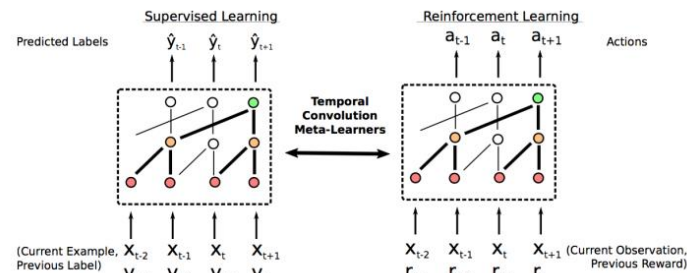 Supervised Learning
Reinforcement Learning
Predicted Labels ŷt-1 ŷt ŷt+1
at-1 at at+1 Actions
Temporal
Convolution
Meta-Learners
(Current Example,
Previous Label)
xt-2 xt-1 xt xt+1
xt-2 xt-1 xt xt+1
(Current Observation,
Previous Reward)